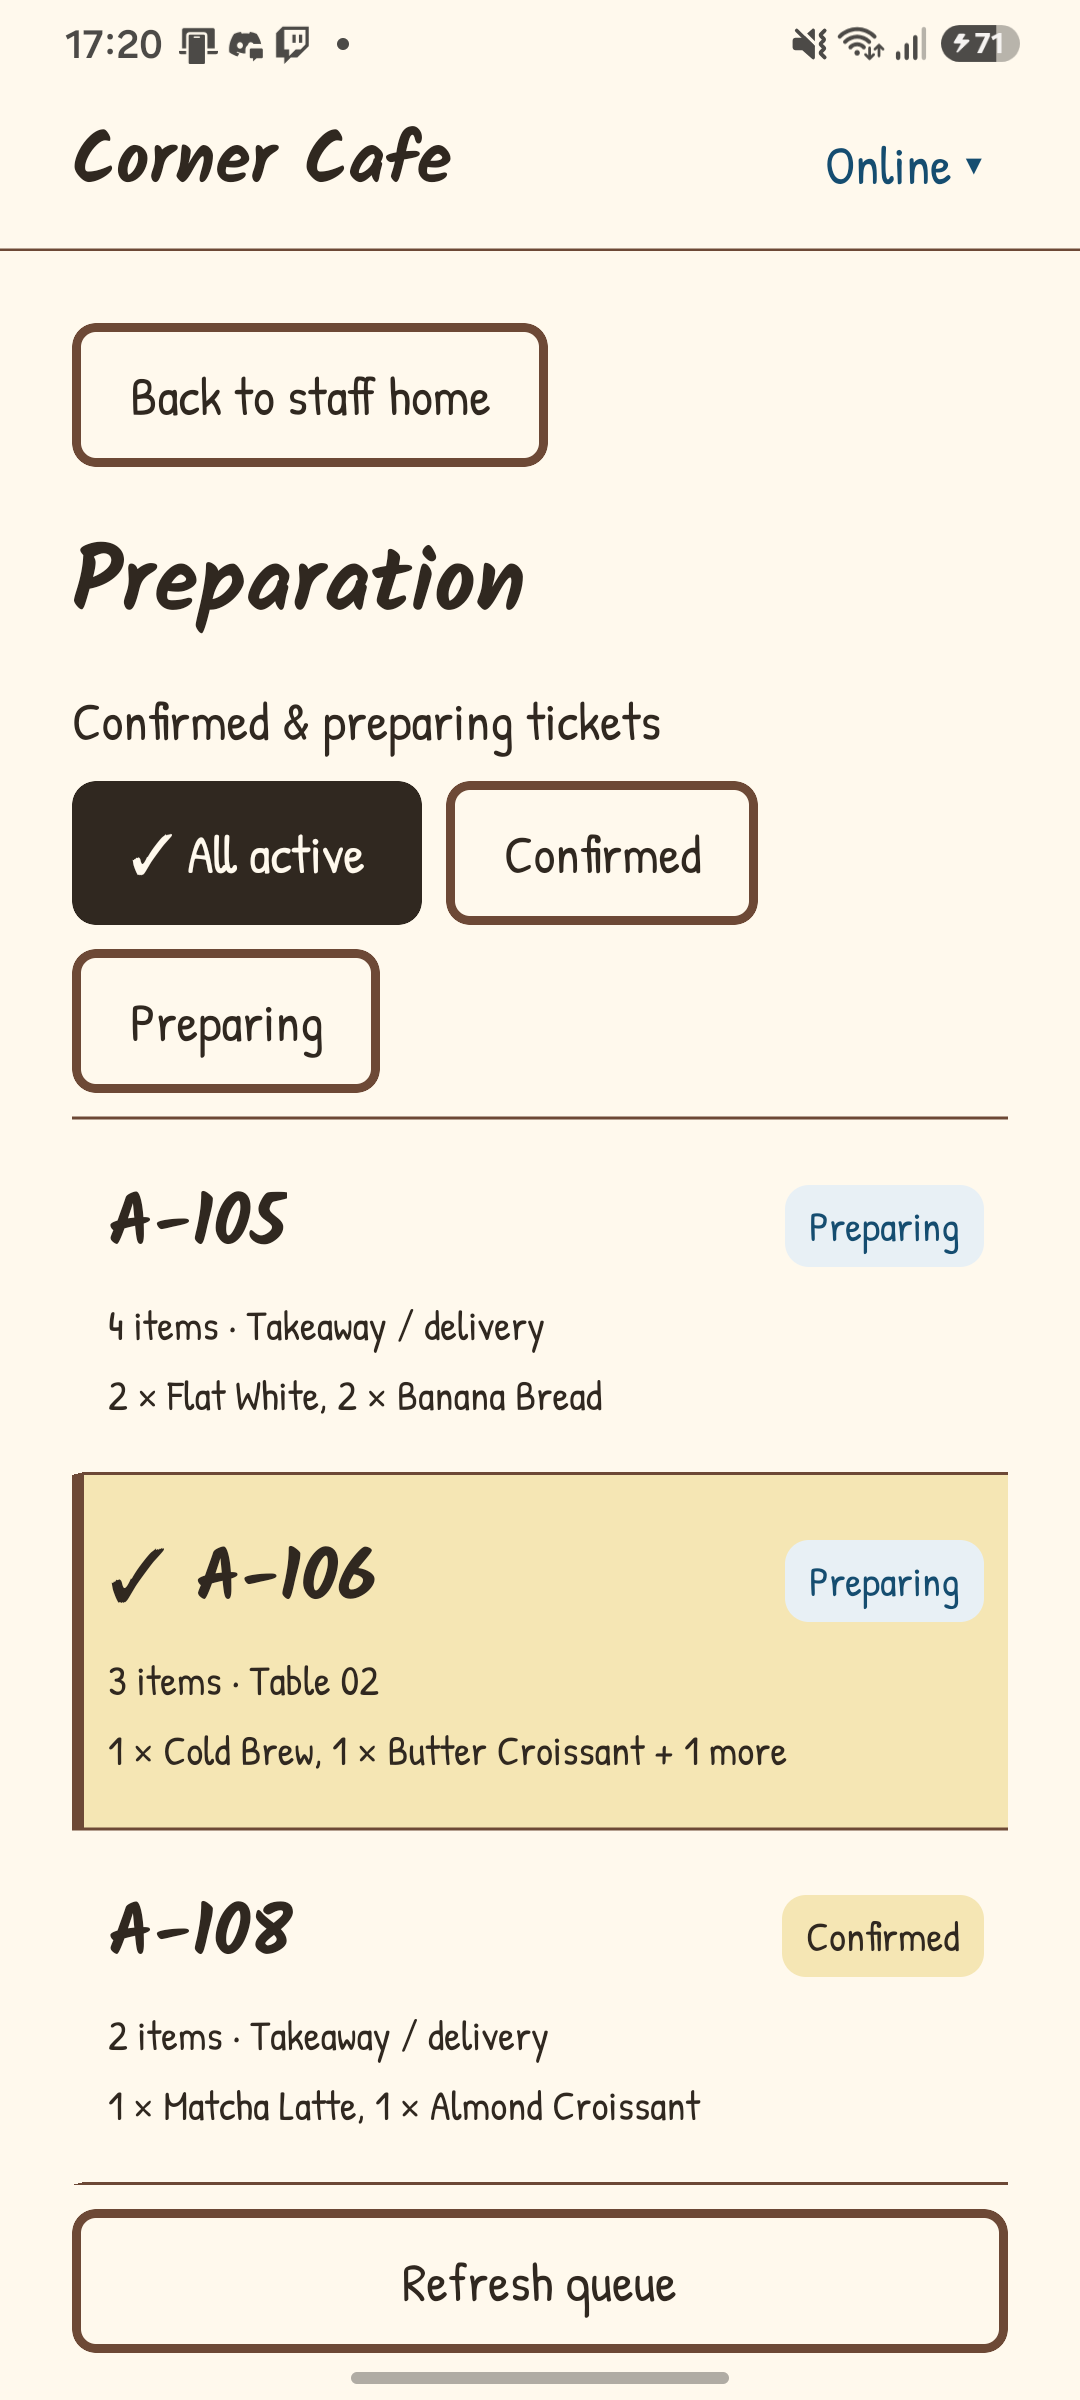 17:20
71
Corner Cafe
Online ▼
Back to staff home
Preparation
Confirmed & preparing tickets
✓ All active
Confirmed
Preparing
A-105
Preparing
4 items · Takeaway / delivery
2 × Flat White, 2 × Banana Bread
✓ A-106
Preparing
3 items · Table 02
1 × Cold Brew, 1 × Butter Croissant + 1 more
A-108
Confirmed
2 items · Takeaway / delivery
1 × Matcha Latte, 1 × Almond Croissant
Refresh queue